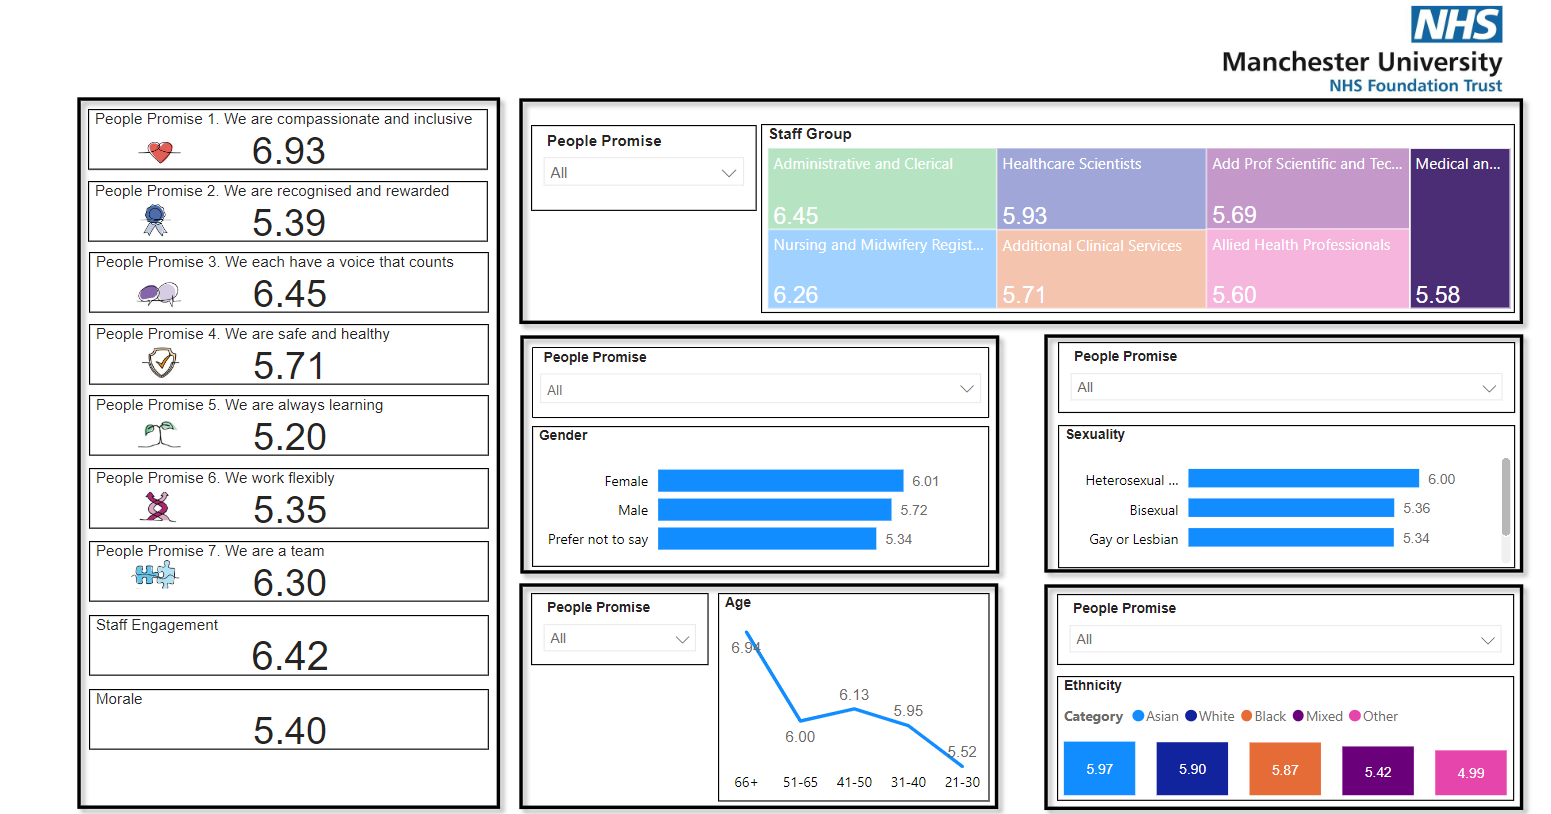 NHS
Manchester University
NHS Foundation Trust
People Promise 1. We are compassionate and inclusive
6.93
People Promise 2. We are recognised and rewarded
5.39
People Promise 3. We each have a voice that counts
6.45
People Promise 4. We are safe and healthy
5.71
People Promise 5. We are always learning
5.20
People Promise 6. We work flexibly
5.35
People Promise 7. We are a team
6.30
Staff Engagement
6.42
Morale
5.40
People Promise
All
Staff Group
Administrative and Clerical
6.45
Healthcare Scientists
5.93
Add Prof Scientific and Tec...
5.69
Medical an...
5.58
Nursing and Midwifery Regist...
6.26
Additional Clinical Services
5.71
Allied Health Professionals
5.60
People Promise
All
Gender
Female 6.01
Male 5.72
Prefer not to say 5.34
People Promise
All
Sexuality
Heterosexual ... 6.00
Bisexual 5.36
Gay or Lesbian 5.34
People Promise
All
Age
6.94
6.00
6.13
5.95
5.52
66+ 51-65 41-50 31-40 21-30
People Promise
All
Ethnicity
Category Asian White Black Mixed Other
5.97 5.90 5.87 5.42 4.99